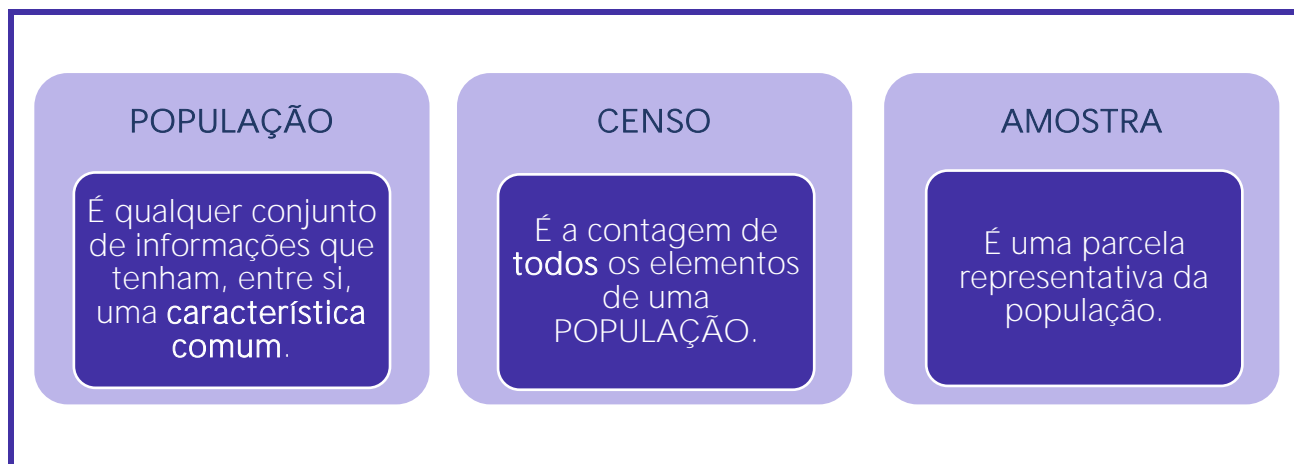 POPULAÇÃO
É qualquer conjunto
de informações que
tenham, entre si,
uma característica
comum.
CENSO
É a contagem de
todos os elementos
de uma
POPULAÇÃO.
AMOSTRA
É uma parcela
representativa da
população.